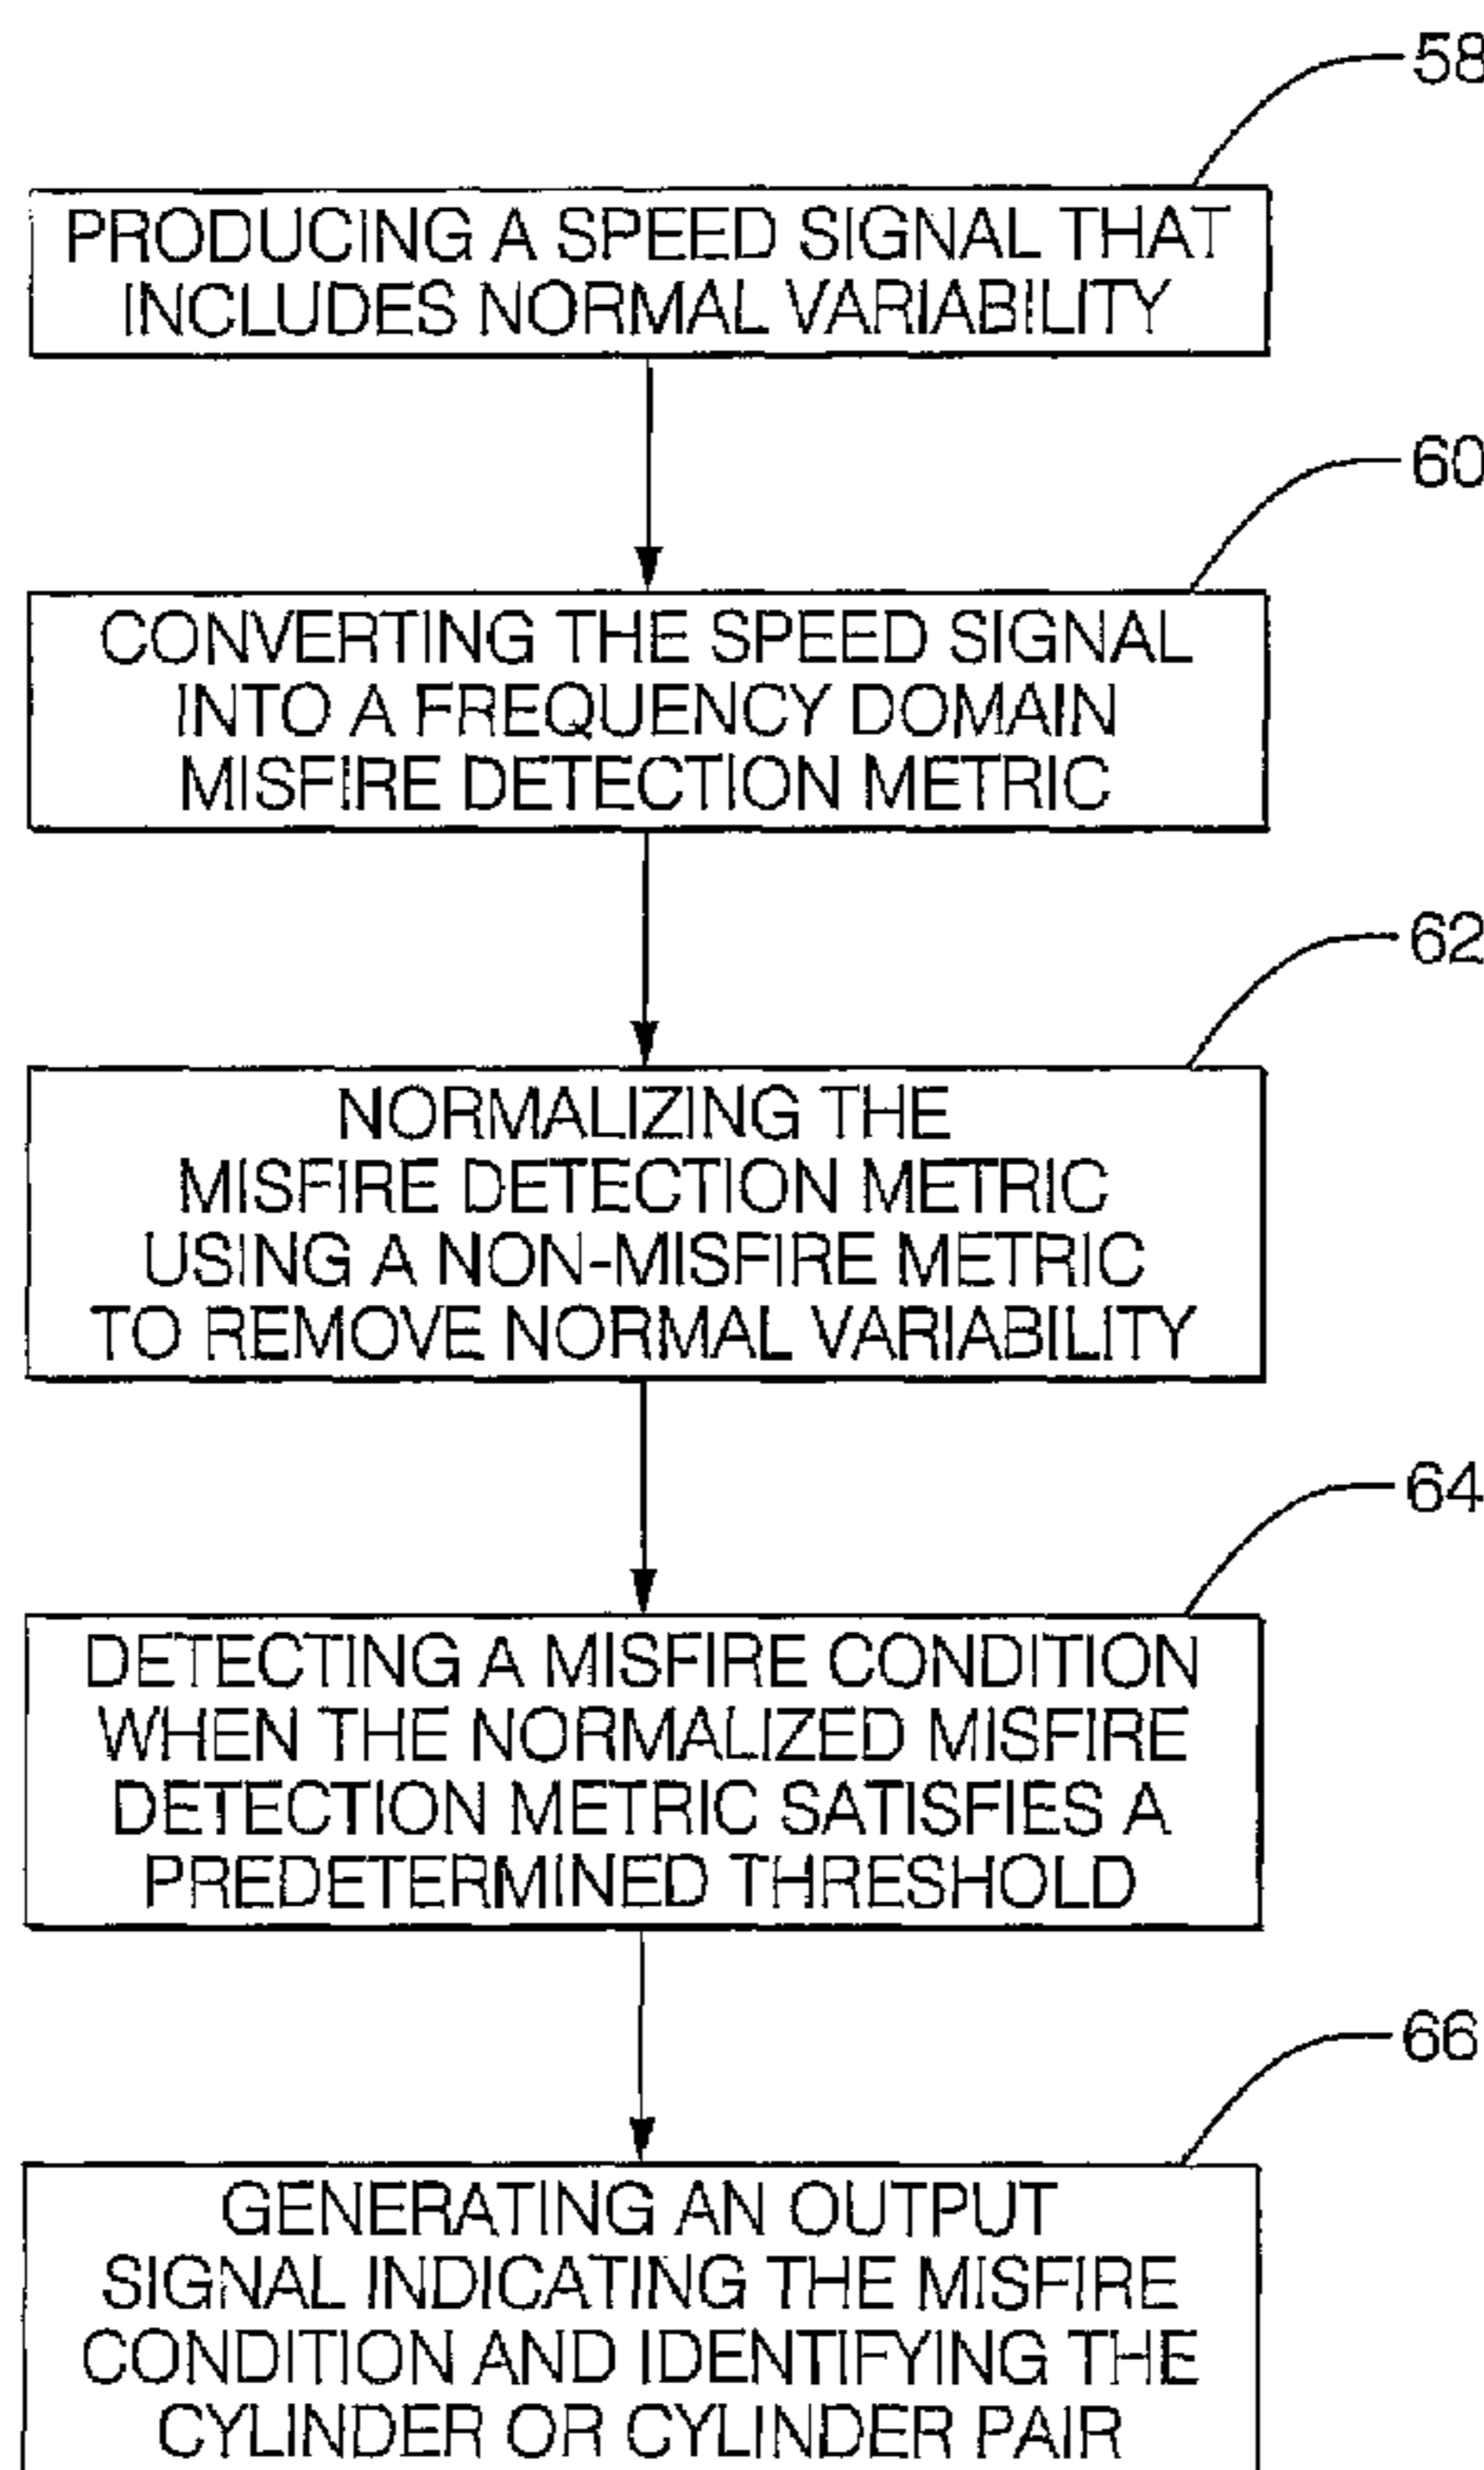 58
PRODUCING A SPEED SIGNAL THAT
INCLUDES NORMAL VARIABILITY
60
CONVERTING THE SPEED SIGNAL
INTO A FREQUENCY DOMAIN
MISFIRE DETECTION METRIC
62
NORMALIZING THE
MISFIRE DETECTION METRIC
USING A NON-MISFIRE METRIC
TO REMOVE NORMAL VARIABILITY
64
DETECTING A MISFIRE CONDITION
WHEN THE NORMALIZED MISFIRE
DETECTION METRIC SATISFIES A
PREDETERMINED THRESHOLD
66
GENERATING AN OUTPUT
SIGNAL INDICATING THE MISFIRE
CONDITION AND IDENTIFYING THE
CYLINDER OR CYLINDER PAIR